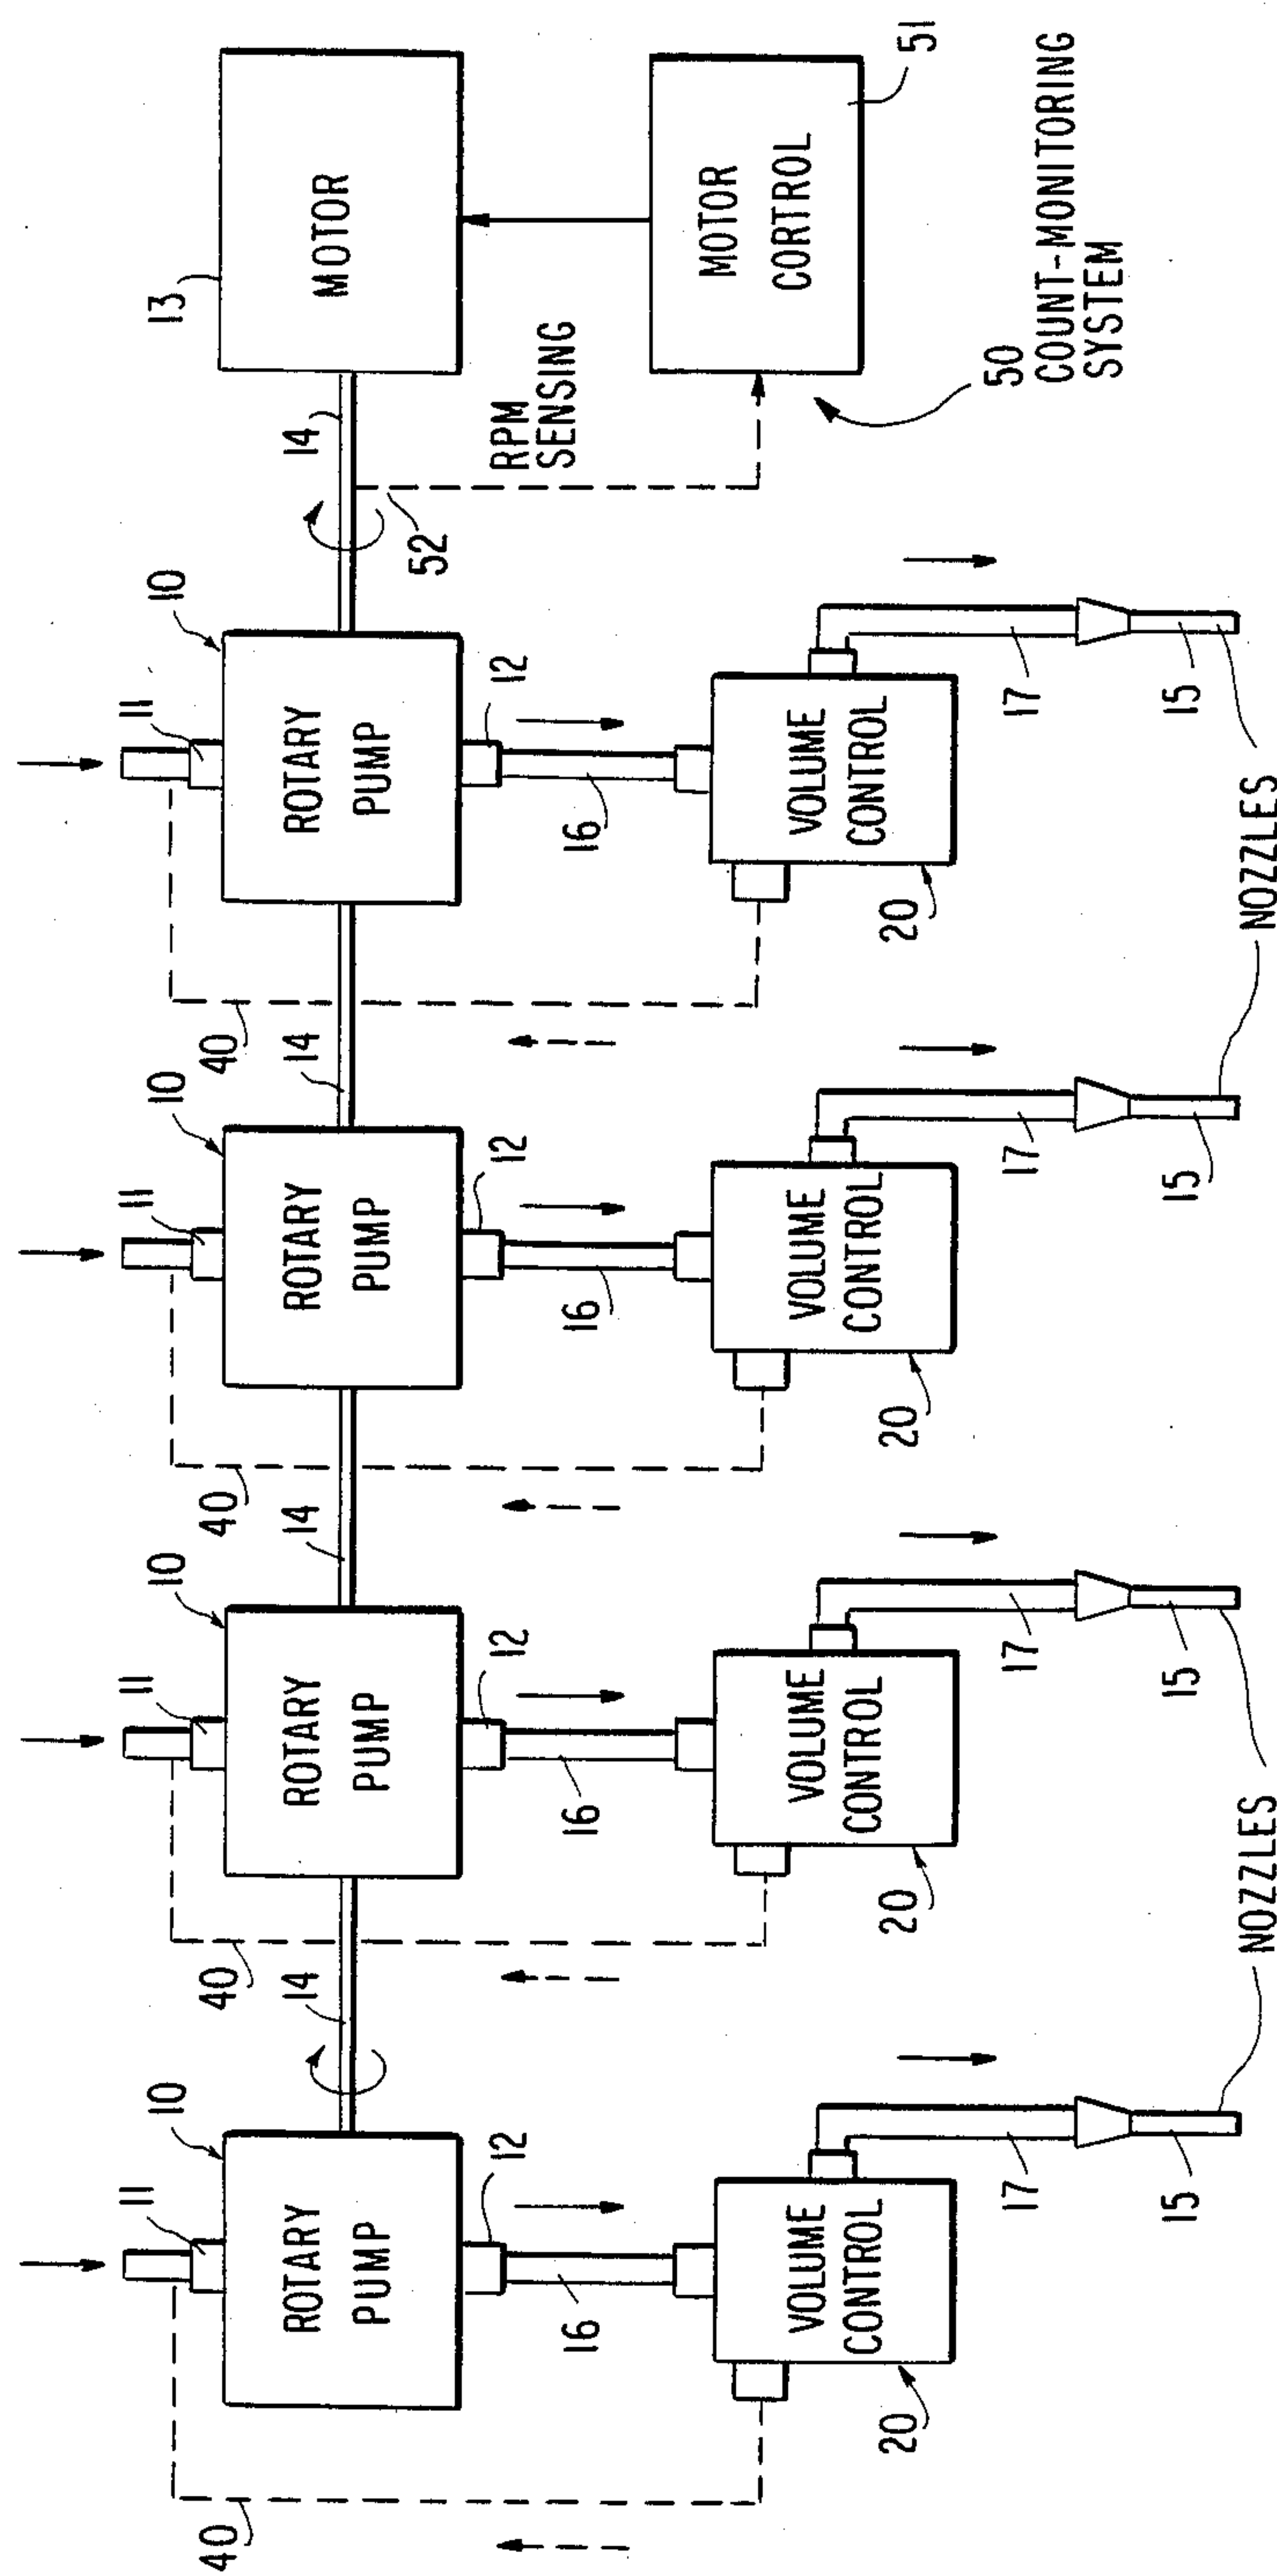 13
MOTOR
14
RPM
SENSING
52
MOTOR
CORTROL
51
50
COUNT-MONITORING
SYSTEM
10
11
ROTARY
PUMP
12
16
VOLUME
CONTROL
20
17
15
40
14
10
11
ROTARY
PUMP
12
16
VOLUME
CONTROL
20
17
15
NOZZLES
40
14
10
11
ROTARY
PUMP
12
16
VOLUME
CONTROL
20
17
15
40
14
10
11
ROTARY
PUMP
12
16
VOLUME
CONTROL
20
17
15
NOZZLES
40